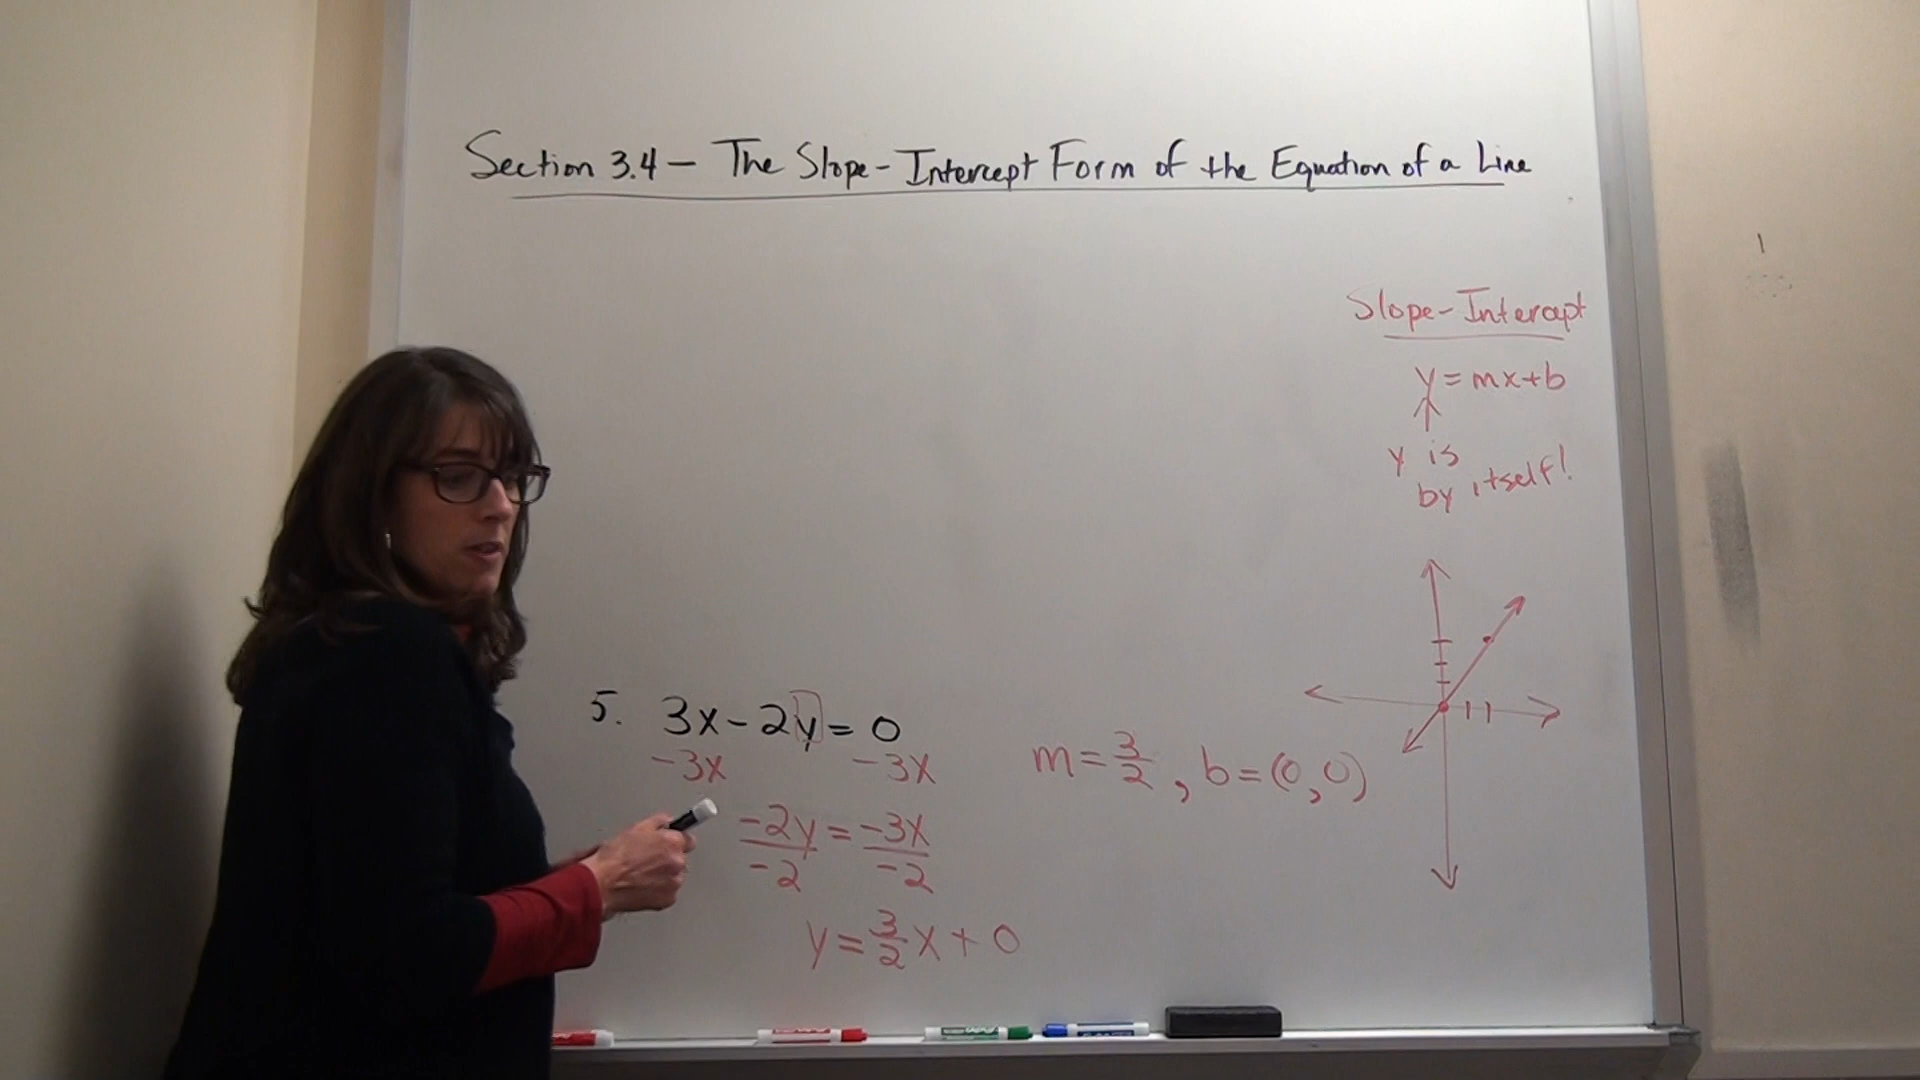 Section 3.4 – The Slope-Intercept Form of the Equation of a Line
Slope-Intercept
y = mx+b
y is
by itself!
5. 3x - 2y = 0
-3x -3x
-2y = -3x
-2 -2
y = 3/2 x + 0
m = 3/2 , b = (0,0)